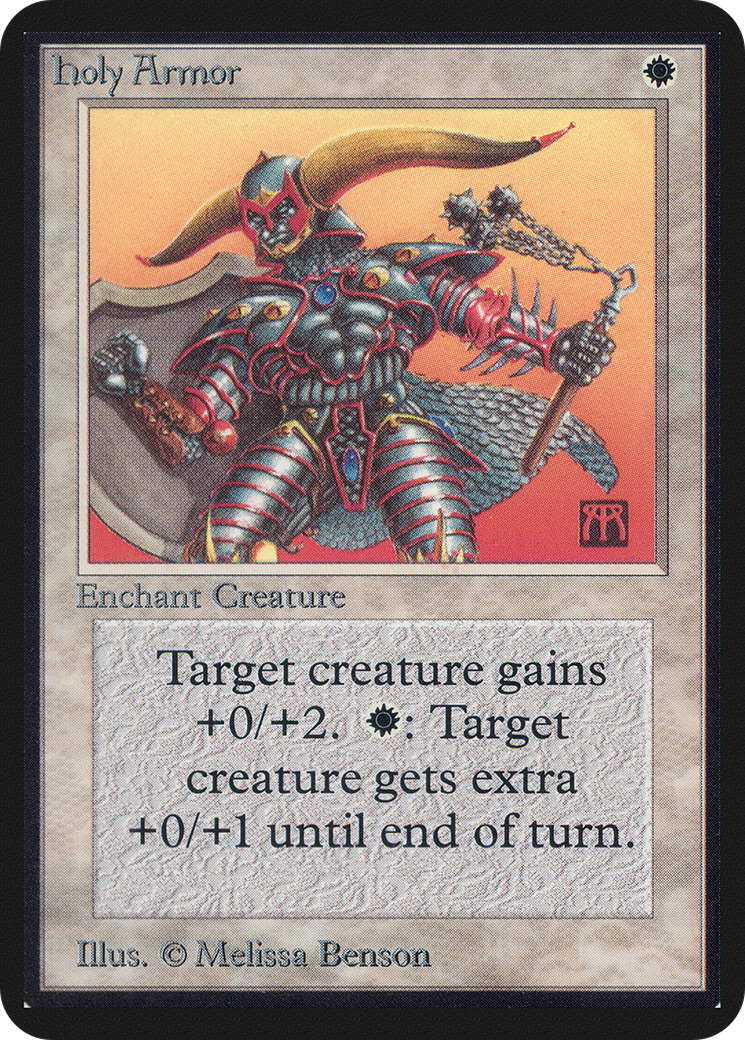 Holy Armor
Enchant Creature
Target creature gains
+0/+2. : Target
creature gets extra
+0/+1 until end of turn.
Illus. © Melissa Benson